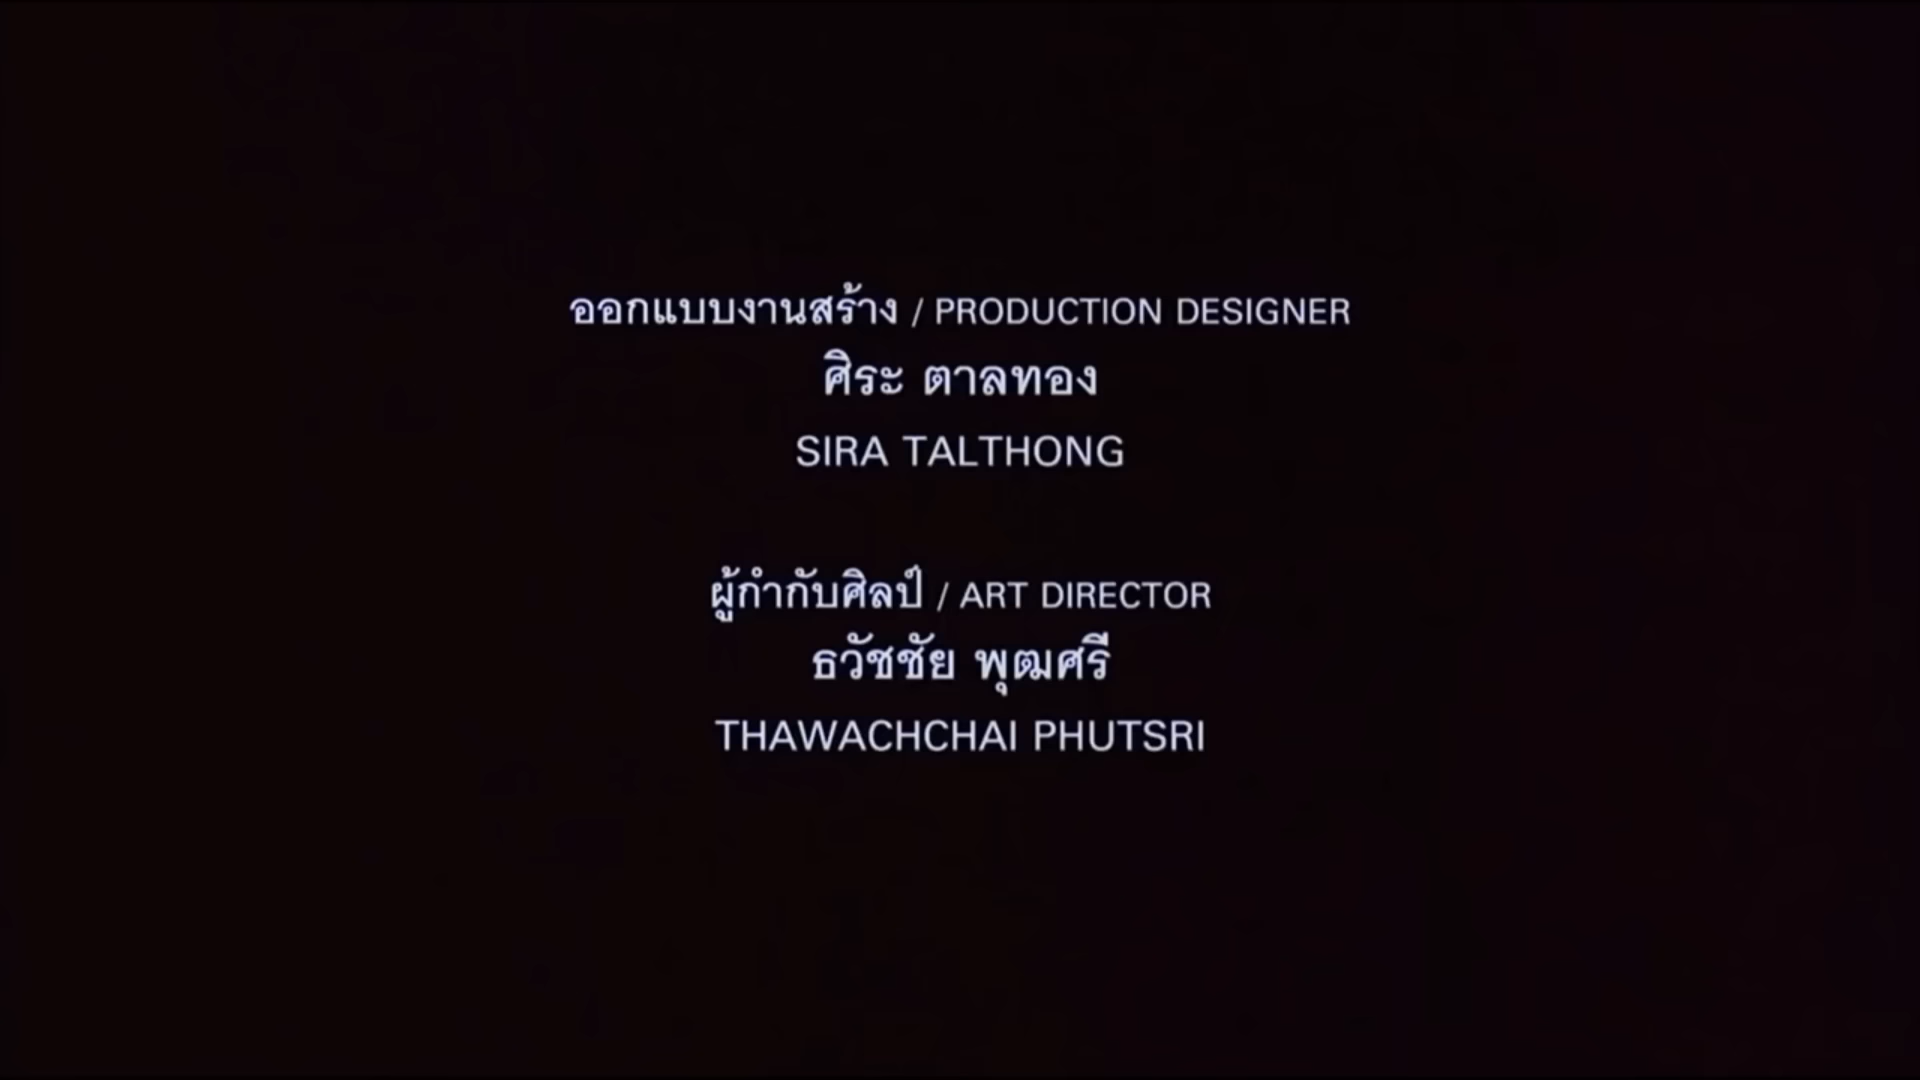 ออกแบบงานสร้าง / PRODUCTION DESIGNER
ศิระ ตาลทอง
SIRA TALTHONG
ผู้กำกับศิลป์ / ART DIRECTOR
ธวัชชัย พุฒศรี
THAWACHCHAI PHUTSRI